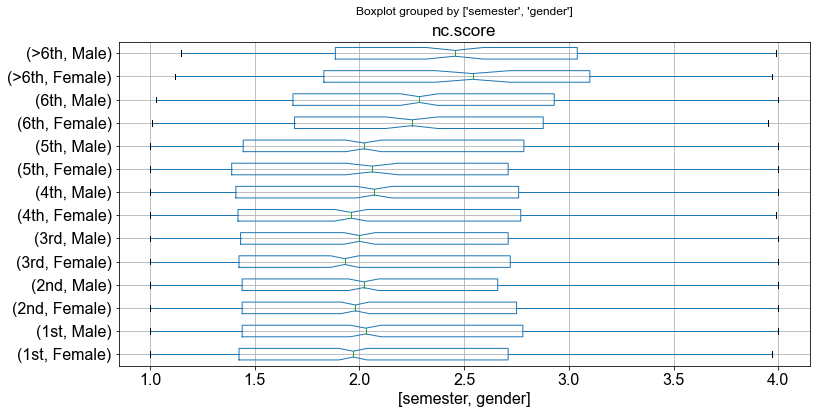 Boxplot grouped by ['semester', 'gender']
nc.score
(>6th, Male)
(>6th, Female)
(6th, Male)
(6th, Female)
(5th, Male)
(5th, Female)
(4th, Male)
(4th, Female)
(3rd, Male)
(3rd, Female)
(2nd, Male)
(2nd, Female)
(1st, Male)
(1st, Female)
1.0 1.5 2.0 2.5 3.0 3.5 4.0
[semester, gender]